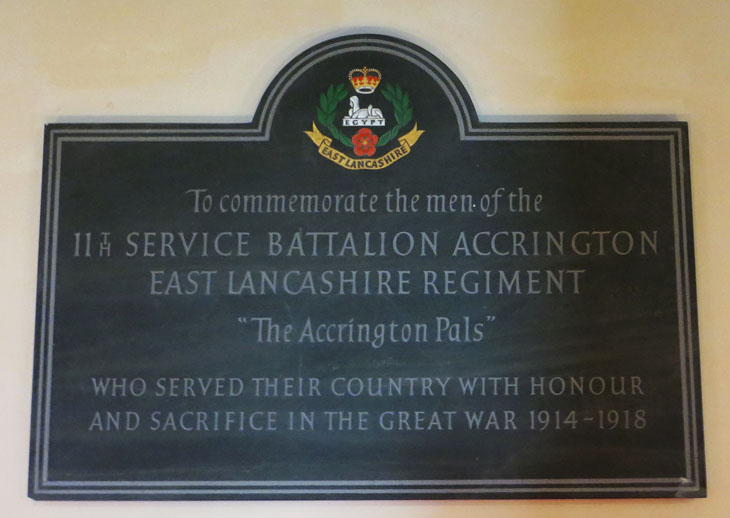 EGYPT
EAST LANCASHIRE
To commemorate the men of the
11TH SERVICE BATTALION ACCRINGTON
EAST LANCASHIRE REGIMENT
"The Accrington Pals"
WHO SERVED THEIR COUNTRY WITH HONOUR
AND SACRIFICE IN THE GREAT WAR 1914-1918